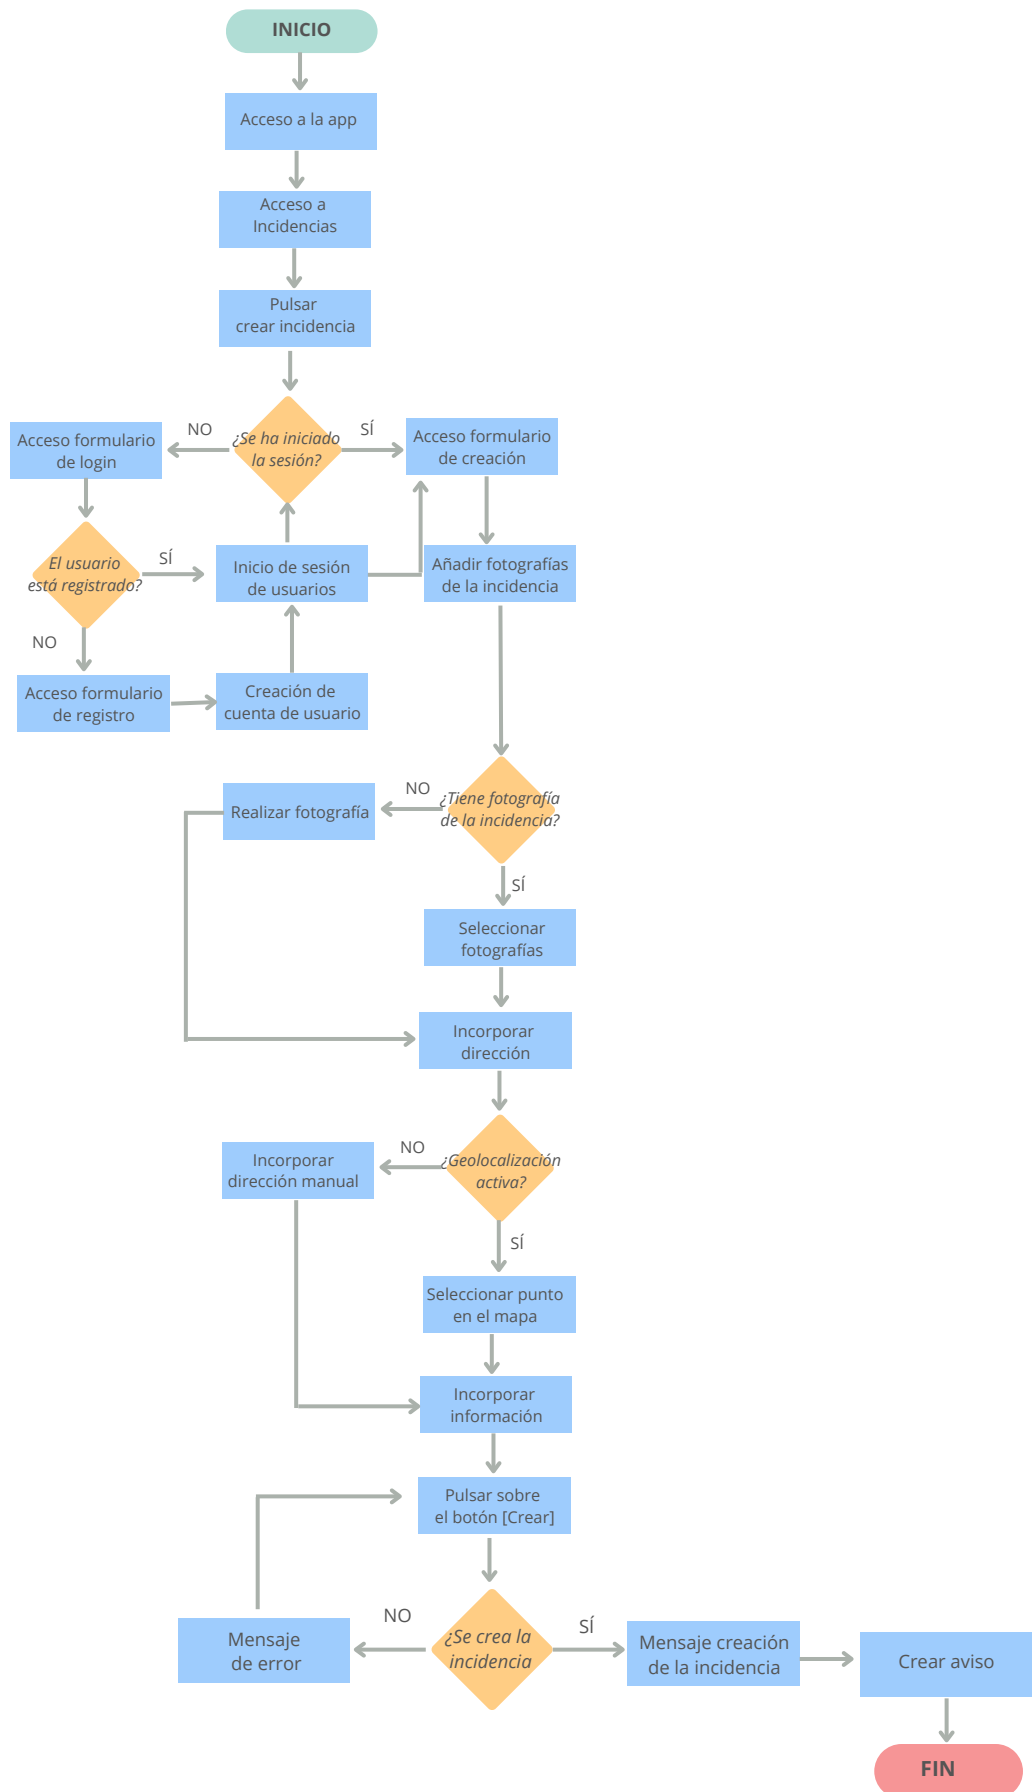 INICIO
Acceso a la app
Acceso a
Incidencias
Pulsar
crear incidencia
¿Se ha iniciado
la sesión?
NO
SÍ
Acceso formulario
de login
Acceso formulario
de creación
El usuario
está registrado?
SÍ
NO
Inicio de sesión
de usuarios
Añadir fotografías
de la incidencia
Acceso formulario
de registro
Creación de
cuenta de usuario
¿Tiene fotografía
de la incidencia?
NO
SÍ
Realizar fotografía
Seleccionar
fotografías
Incorporar
dirección
¿Geolocalización
activa?
NO
SÍ
Incorporar
dirección manual
Seleccionar punto
en el mapa
Incorporar
información
Pulsar sobre
el botón [Crear]
¿Se crea la
incidencia
NO
SÍ
Mensaje
de error
Mensaje creación
de la incidencia
Crear aviso
FIN